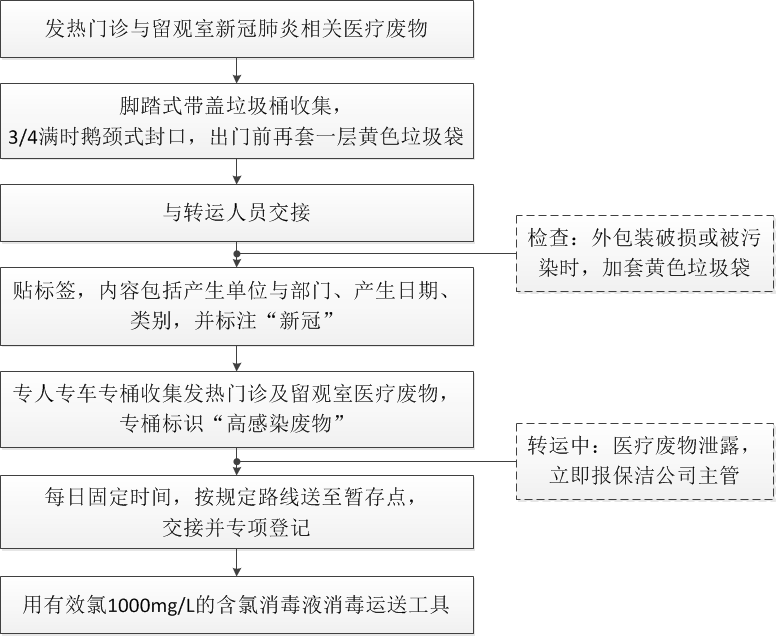 发热门诊与留观室新冠肺炎相关医疗废物
脚踏式带盖垃圾桶收集，
3/4满时鹅颈式封口，出门前再套一层黄色垃圾袋
与转运人员交接
检查：外包装破损或被污
染时，加套黄色垃圾袋
贴标签，内容包括产生单位与部门、产生日期、
类别，并标注“新冠”
专人专车专桶收集发热门诊及留观室医疗废物，
专桶标识“高感染废物”
转运中：医疗废物泄露，
立即报保洁公司主管
每日固定时间，按规定路线送至暂存点，
交接并专项登记
用有效氯1000mg/L的含氯消毒液消毒运送工具